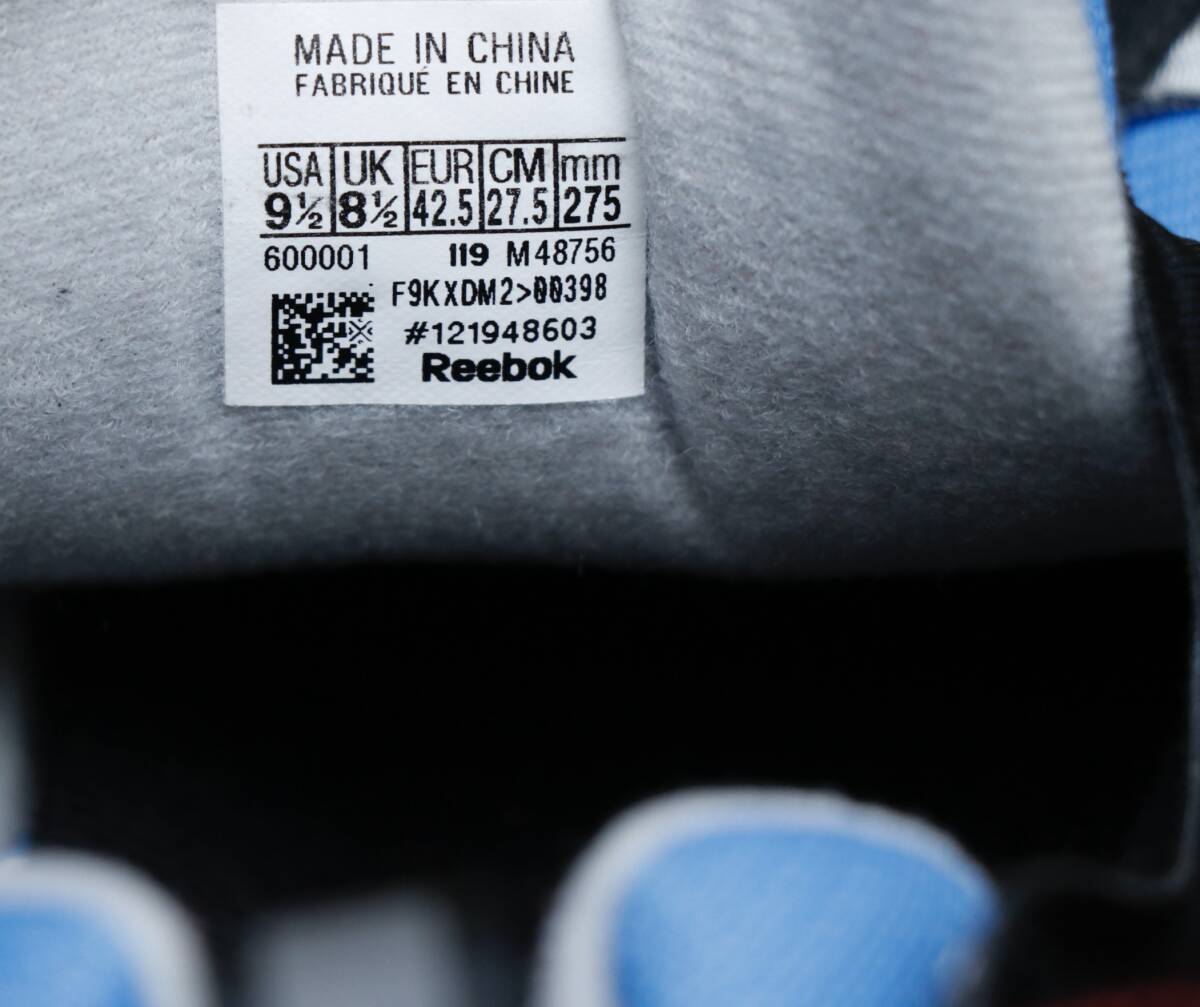 MADE IN CHINA
FABRIQUÉ EN CHINE
USA UK EUR CM mm
9½ 8½ 42.5 27.5 275
600001 119 M48756
F9KXDM2>00398
#121948603
Reebok